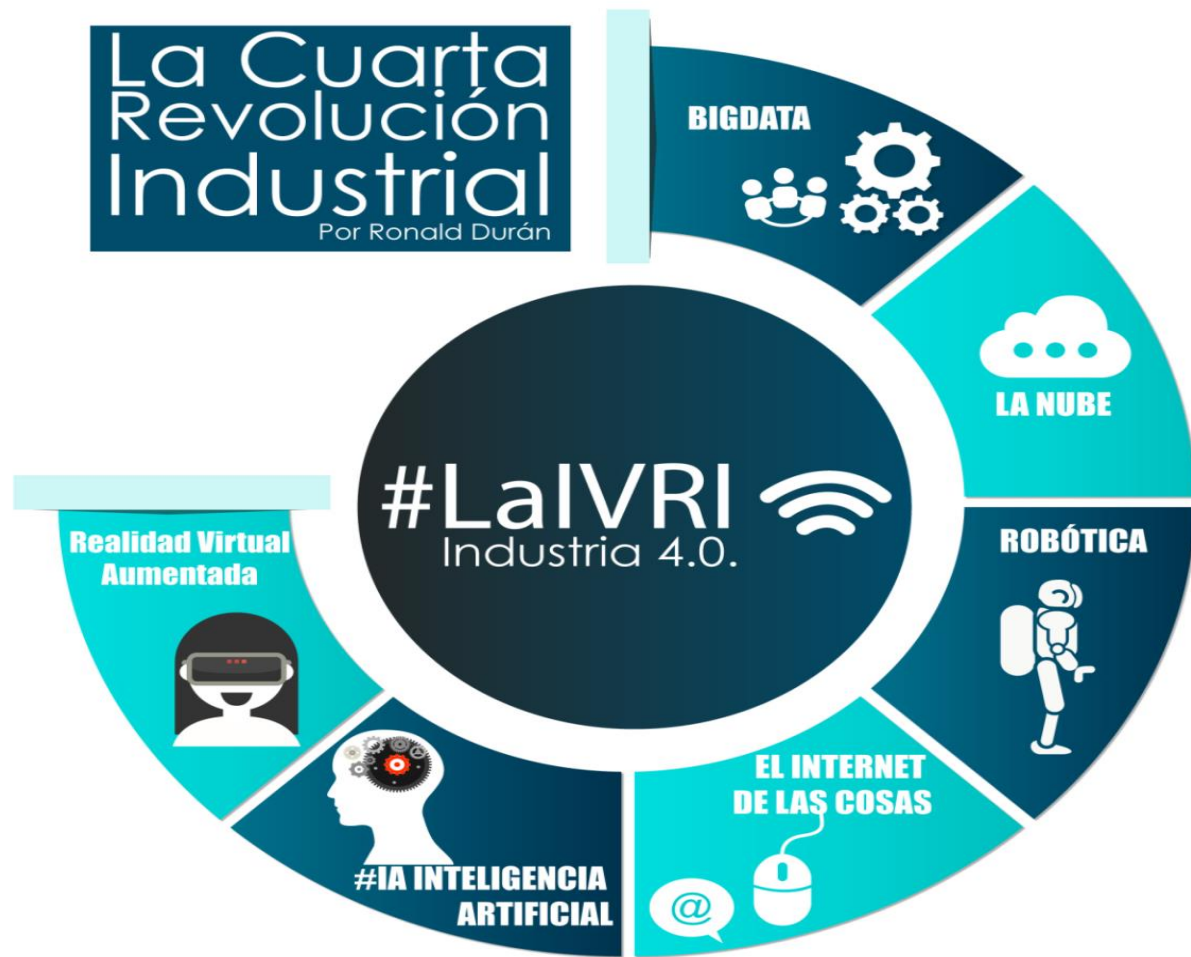 La Cuarta
Revolución
Industrial
Por Ronald Durán
BIGDATA
LA NUBE
ROBÓTICA
EL INTERNET
DE LAS COSAS
@
#IA INTELIGENCIA
ARTIFICIAL
Realidad Virtual
Aumentada
#LaIVRI
Industria 4.0.